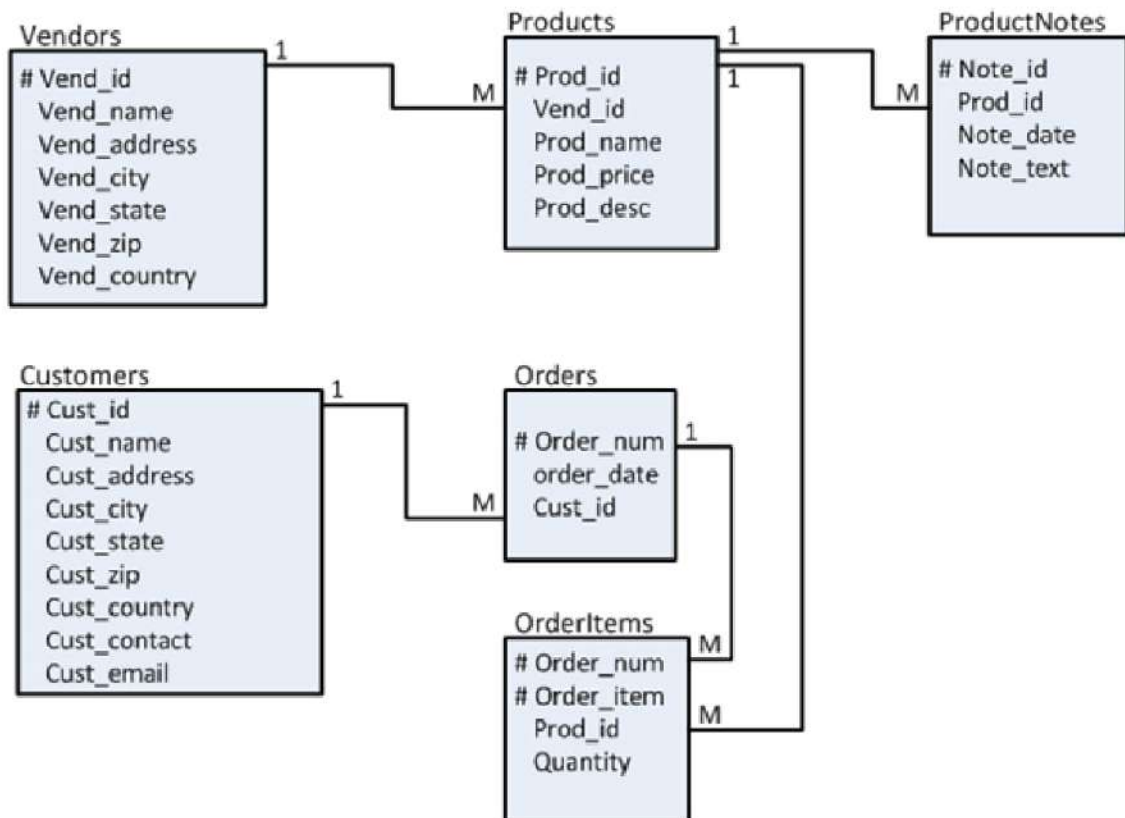 Vendors
# Vend_id
Vend_name
Vend_address
Vend_city
Vend_state
Vend_zip
Vend_country
1
M
Products
# Prod_id
Vend_id
Prod_name
Prod_price
Prod_desc
1
1
M
ProductNotes
# Note_id
Prod_id
Note_date
Note_text
Customers
# Cust_id
Cust_name
Cust_address
Cust_city
Cust_state
Cust_zip
Cust_country
Cust_contact
Cust_email
1
M
Orders
# Order_num
order_date
Cust_id
1
OrderItems
# Order_num
# Order_item
Prod_id
Quantity
M
M